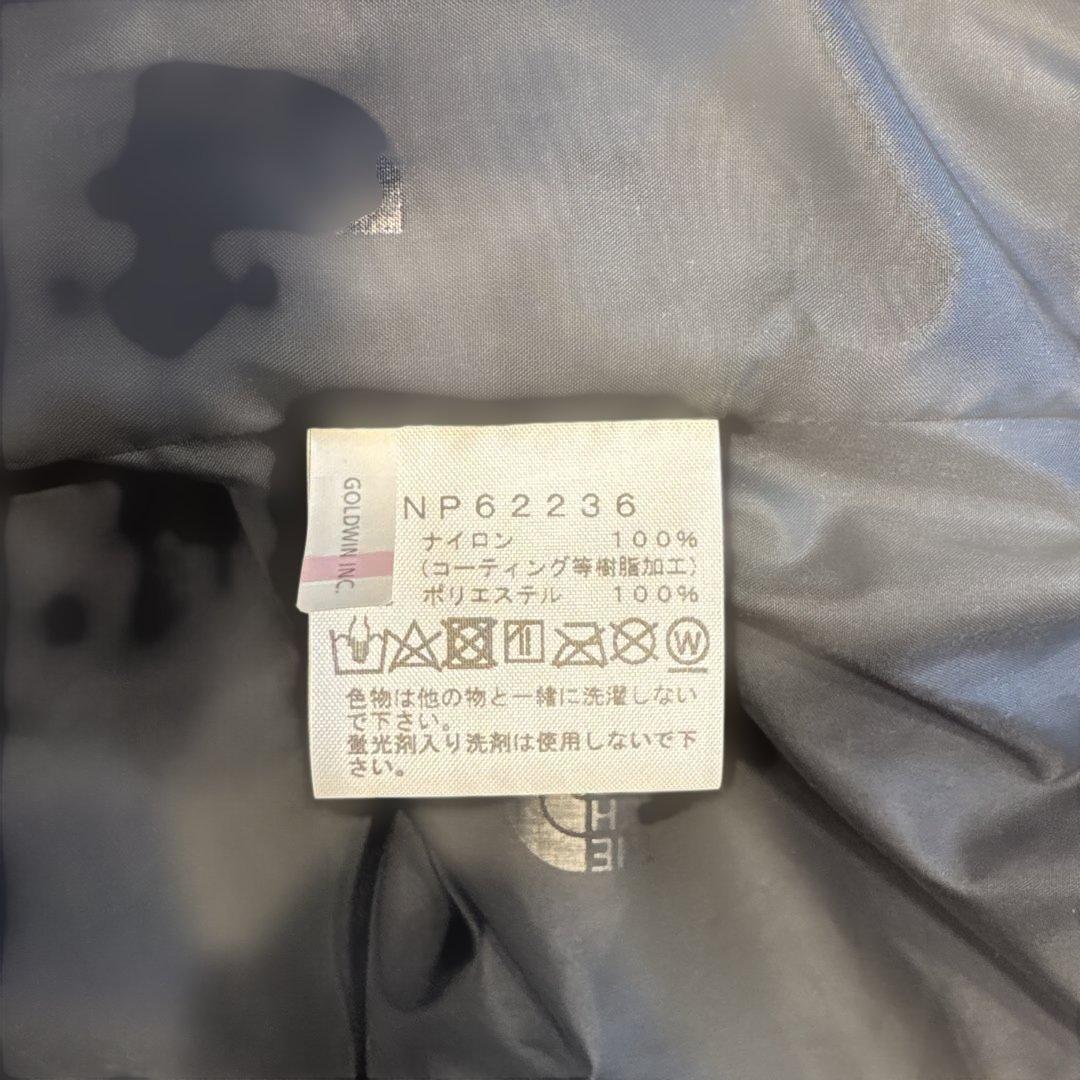 GOLDWIN INC.
NP62236
ナイロン 100%
(コーティング等樹脂加工)
ポリエステル 100%
W
色物は他の物と一緒に洗濯しない
で下さい。
蛍光剤入り洗剤は使用しないで下
さい。